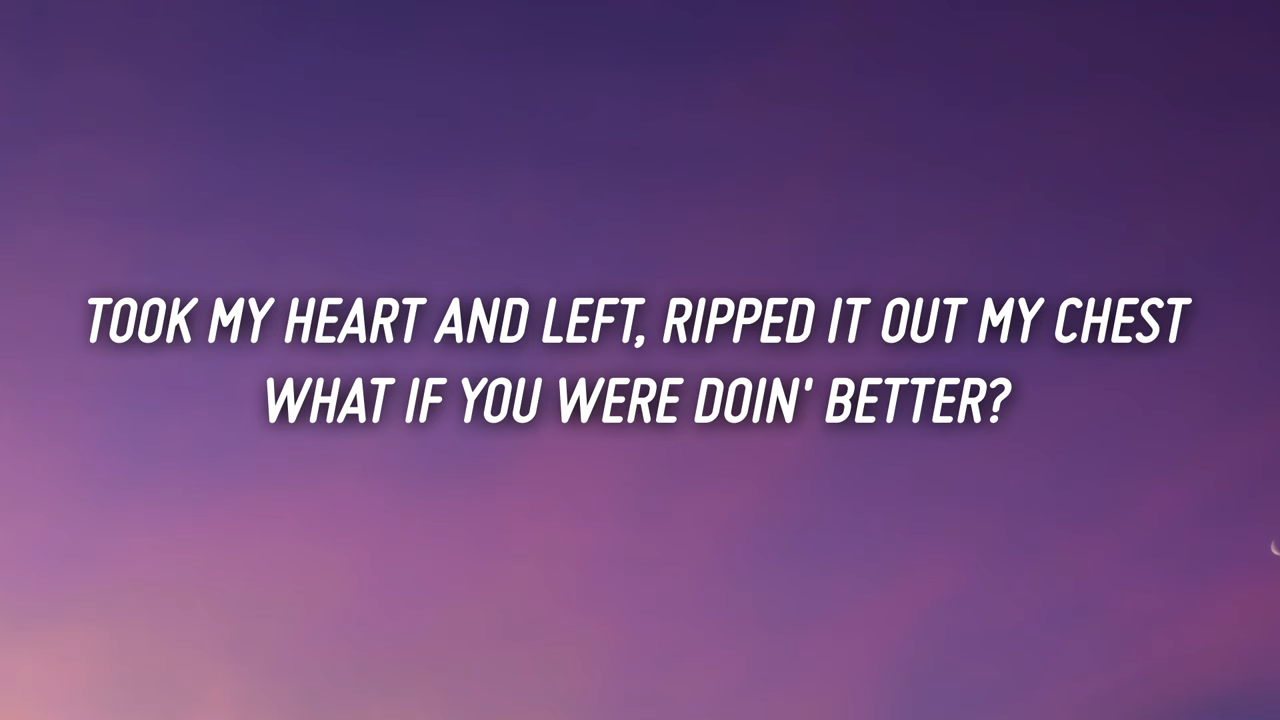 TOOK MY HEART AND LEFT, RIPPED IT OUT MY CHEST
WHAT IF YOU WERE DOIN' BETTER?